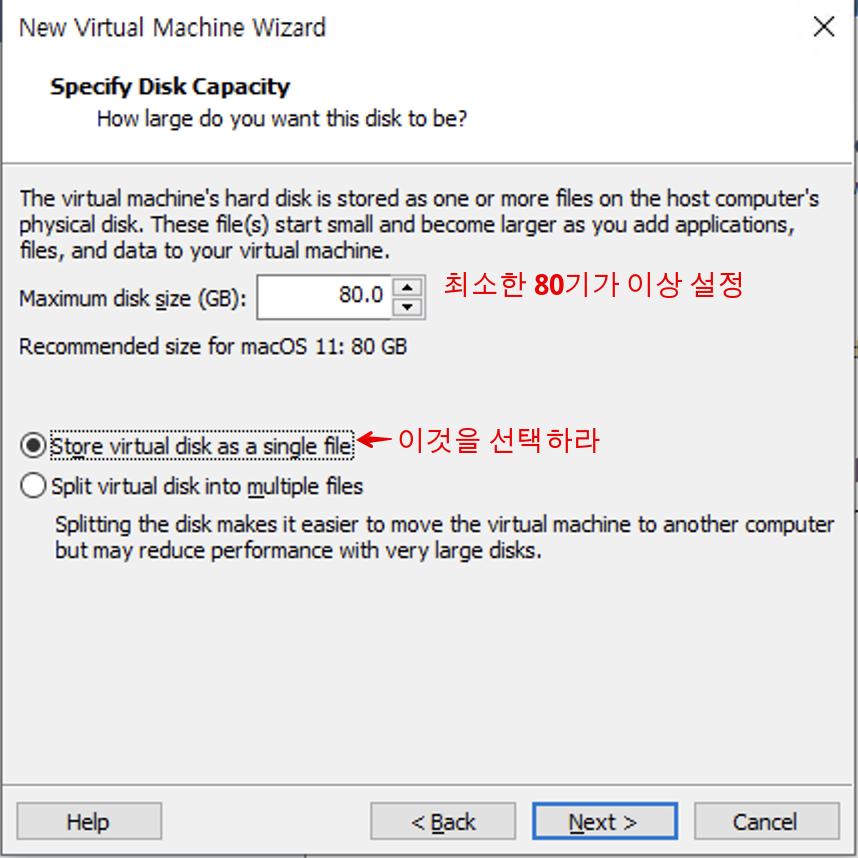 New Virtual Machine Wizard
Specify Disk Capacity
How large do you want this disk to be?
The virtual machine's hard disk is stored as one or more files on the host computer's
physical disk. These file(s) start small and become larger as you add applications,
files, and data to your virtual machine.
Maximum disk size (GB): 80.0 최소한 80기가 이상 설정
Recommended size for macOS 11: 80 GB
Store virtual disk as a single file 이것을 선택하라
Split virtual disk into multiple files
Splitting the disk makes it easier to move the virtual machine to another computer
but may reduce performance with very large disks.
Help < Back Next > Cancel